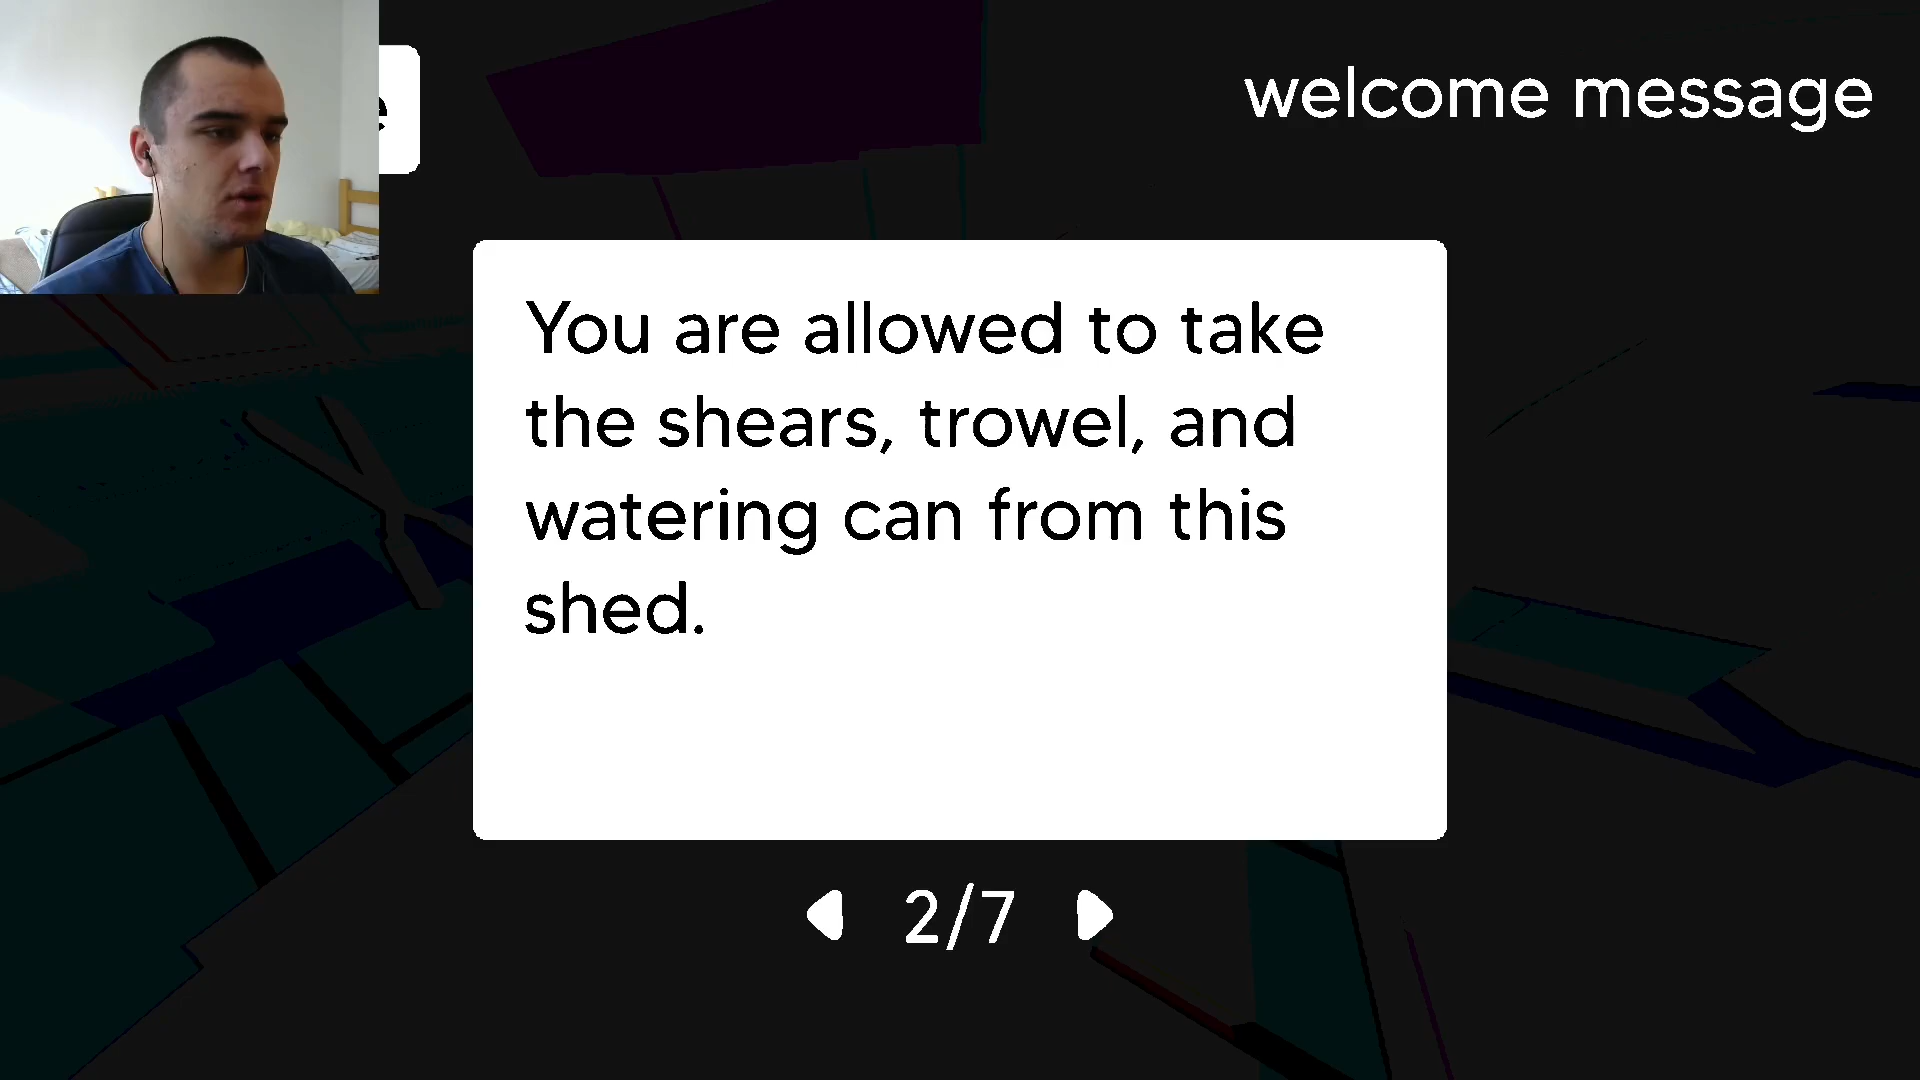 welcome message
You are allowed to take
the shears, trowel, and
watering can from this
shed.
2/7